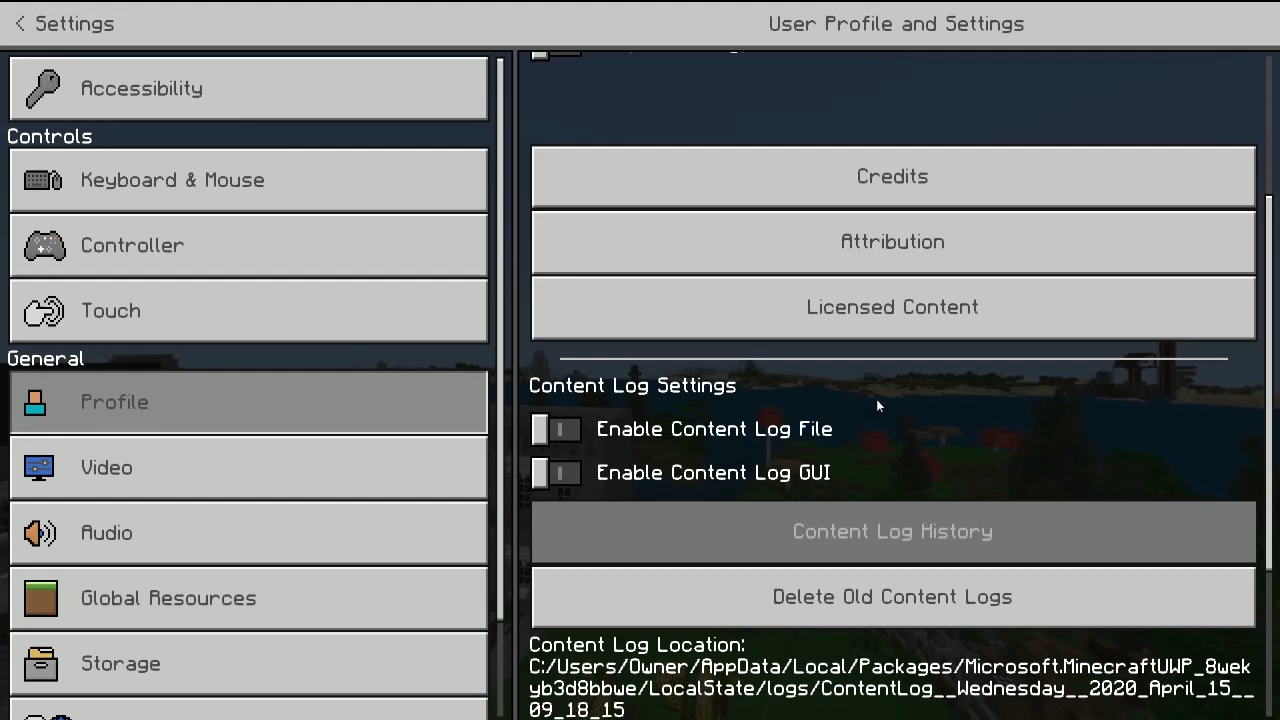 Settings
User Profile and Settings
Accessibility
Controls
Keyboard & Mouse
Controller
Touch
General
Profile
Video
Audio
Global Resources
Storage
Credits
Attribution
Licensed Content
Content Log Settings
Enable Content Log File
Enable Content Log GUI
Content Log History
Delete Old Content Logs
Content Log Location:
C:/Users/Owner/AppData/Local/Packages/Microsoft.MinecraftUWP_8wek
yb3d8bbwe/LocalState/logs/ContentLog__Wednesday__2020_April_15__
09_18_15